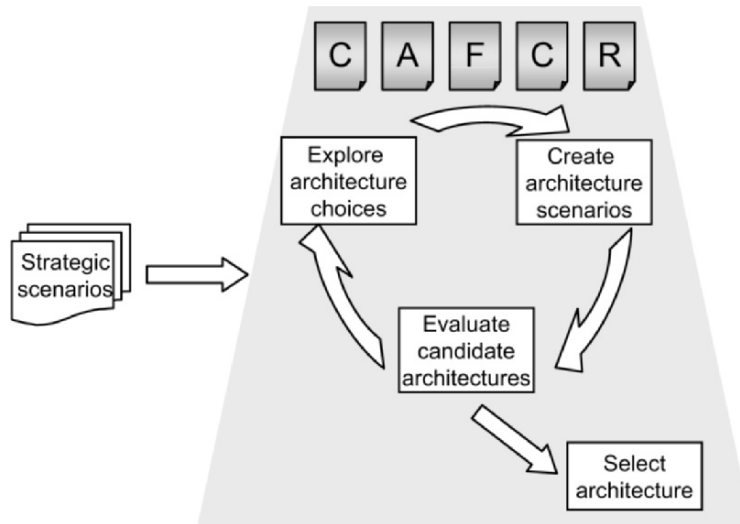 C A F C R
Explore
architecture
choices
Create
architecture
scenarios
Strategic
scenarios
Evaluate
candidate
architectures
Select
architecture